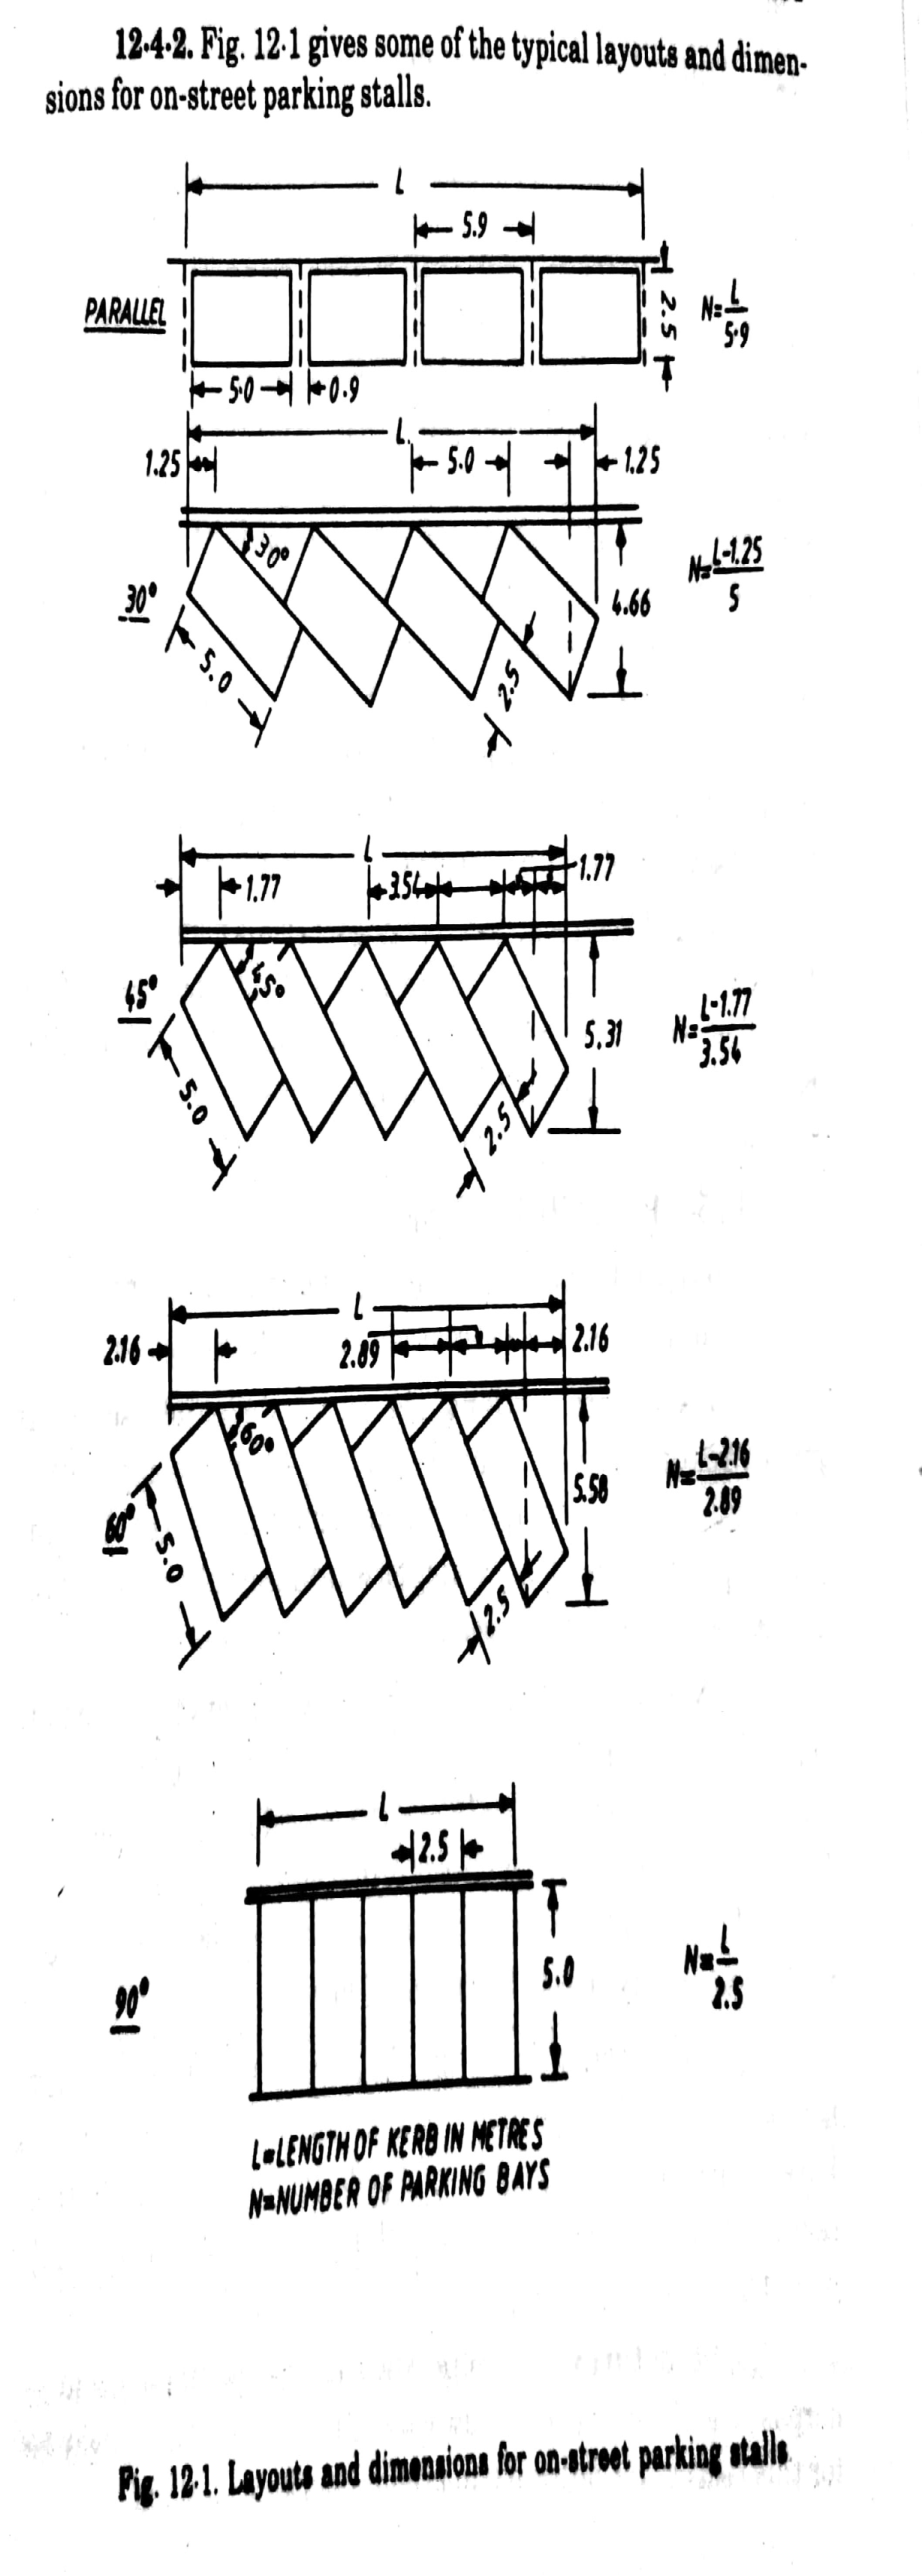 12·4·2. Fig. 12·1 gives some of the typical layouts and dimen-
sions for on-street parking stalls.
L
5.9
PARALLEL
2.5
N=L/5·9
5·0
0.9
L
1.25
5.0
1.25
30°
30°
4.66
N=L-1.25/5
5.0
2.5
L
1.77
3.54
1.77
45°
45°
5.31
N=L-1.77/3.54
5.0
2.5
L
2.16
2.89
2.16
60°
60°
5.58
N=L-2.16/2.89
5.0
2.5
L
2.5
90°
5.0
N=L/2.5
L=LENGTH OF KERB IN METRES
N=NUMBER OF PARKING BAYS
Fig. 12·1. Layouts and dimensions for on-street parking stalls